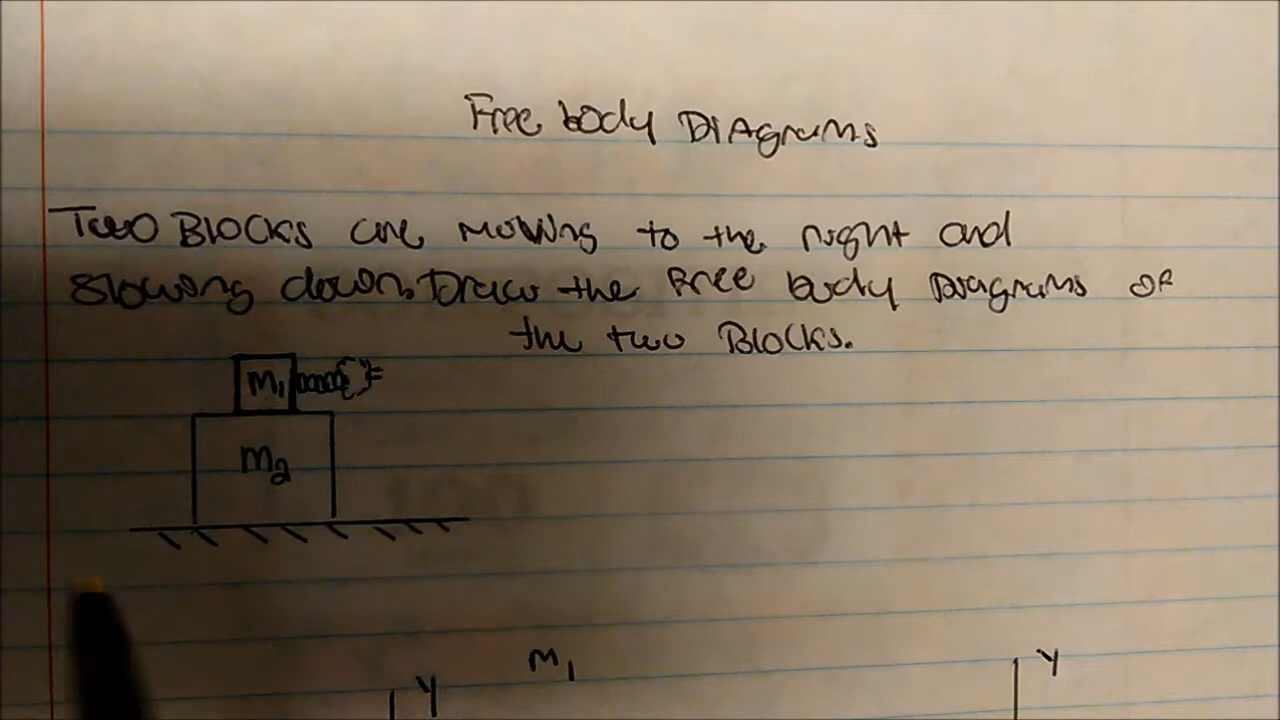 Free body DIAgrams
Two Blocks are moving to the right and
slowing down. Draw the Free body Diagrams of
the two Blocks.
m1
m2
M1
Y
Y